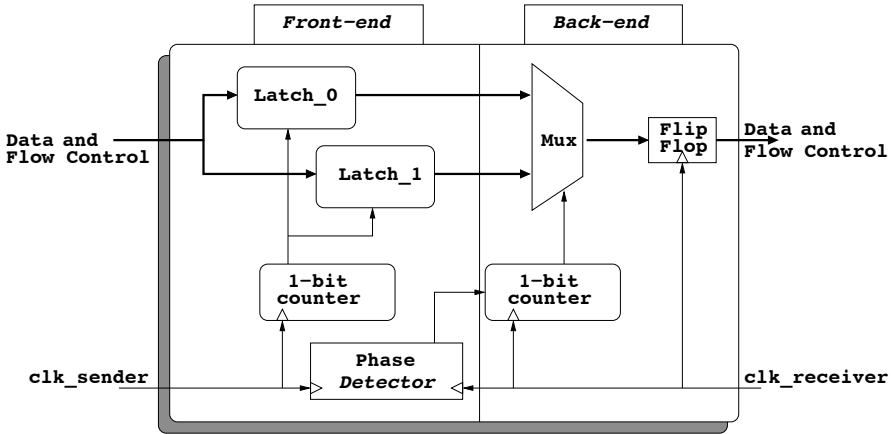 Front-end
Back-end
Latch_0
Data and
Flow Control
Latch_1
Mux
Flip
Flop
Data and
Flow Control
1-bit
counter
1-bit
counter
clk_sender
Phase
Detector
clk_receiver